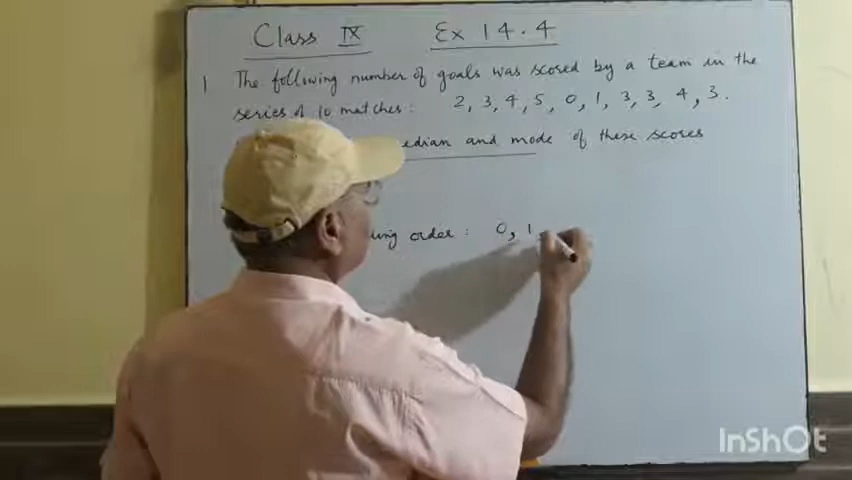 Class IX Ex 14.4
1 The following number of goals was scored by a team in the
series of 10 matches: 2, 3, 4, 5, 0, 1, 3, 3, 4, 3.
edian and mode of these scores
order: 0, 1
InShOt